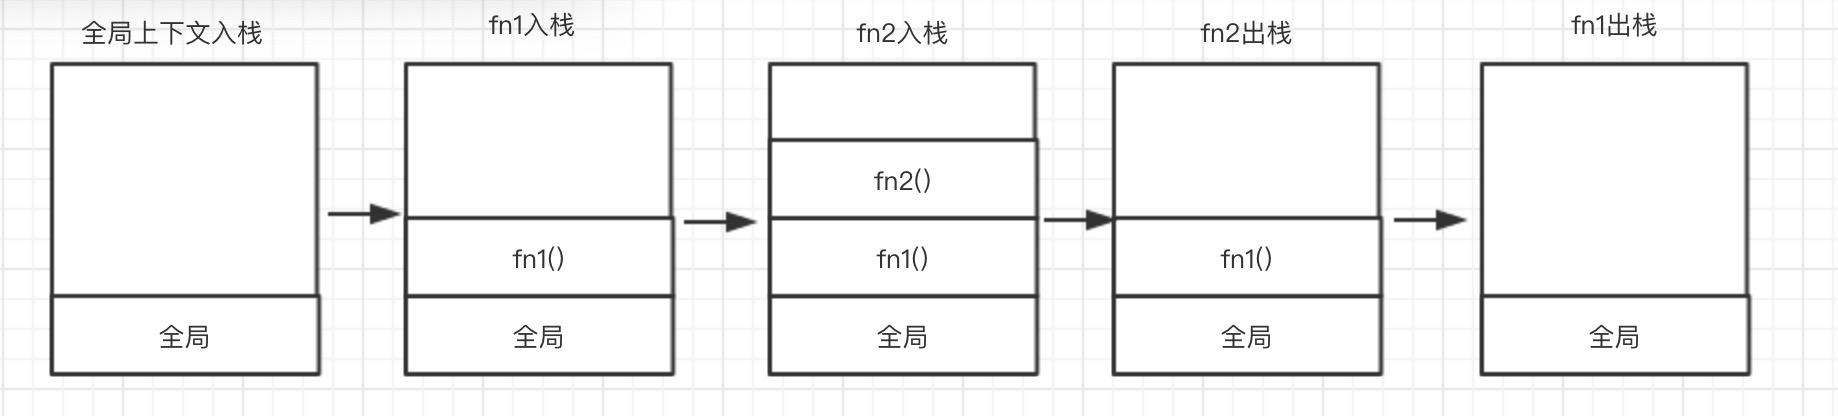 全局上下文入栈
fn1入栈
fn2入栈
fn2出栈
fn1出栈
fn2()
fn1()
fn1()
fn1()
全局
全局
全局
全局
全局